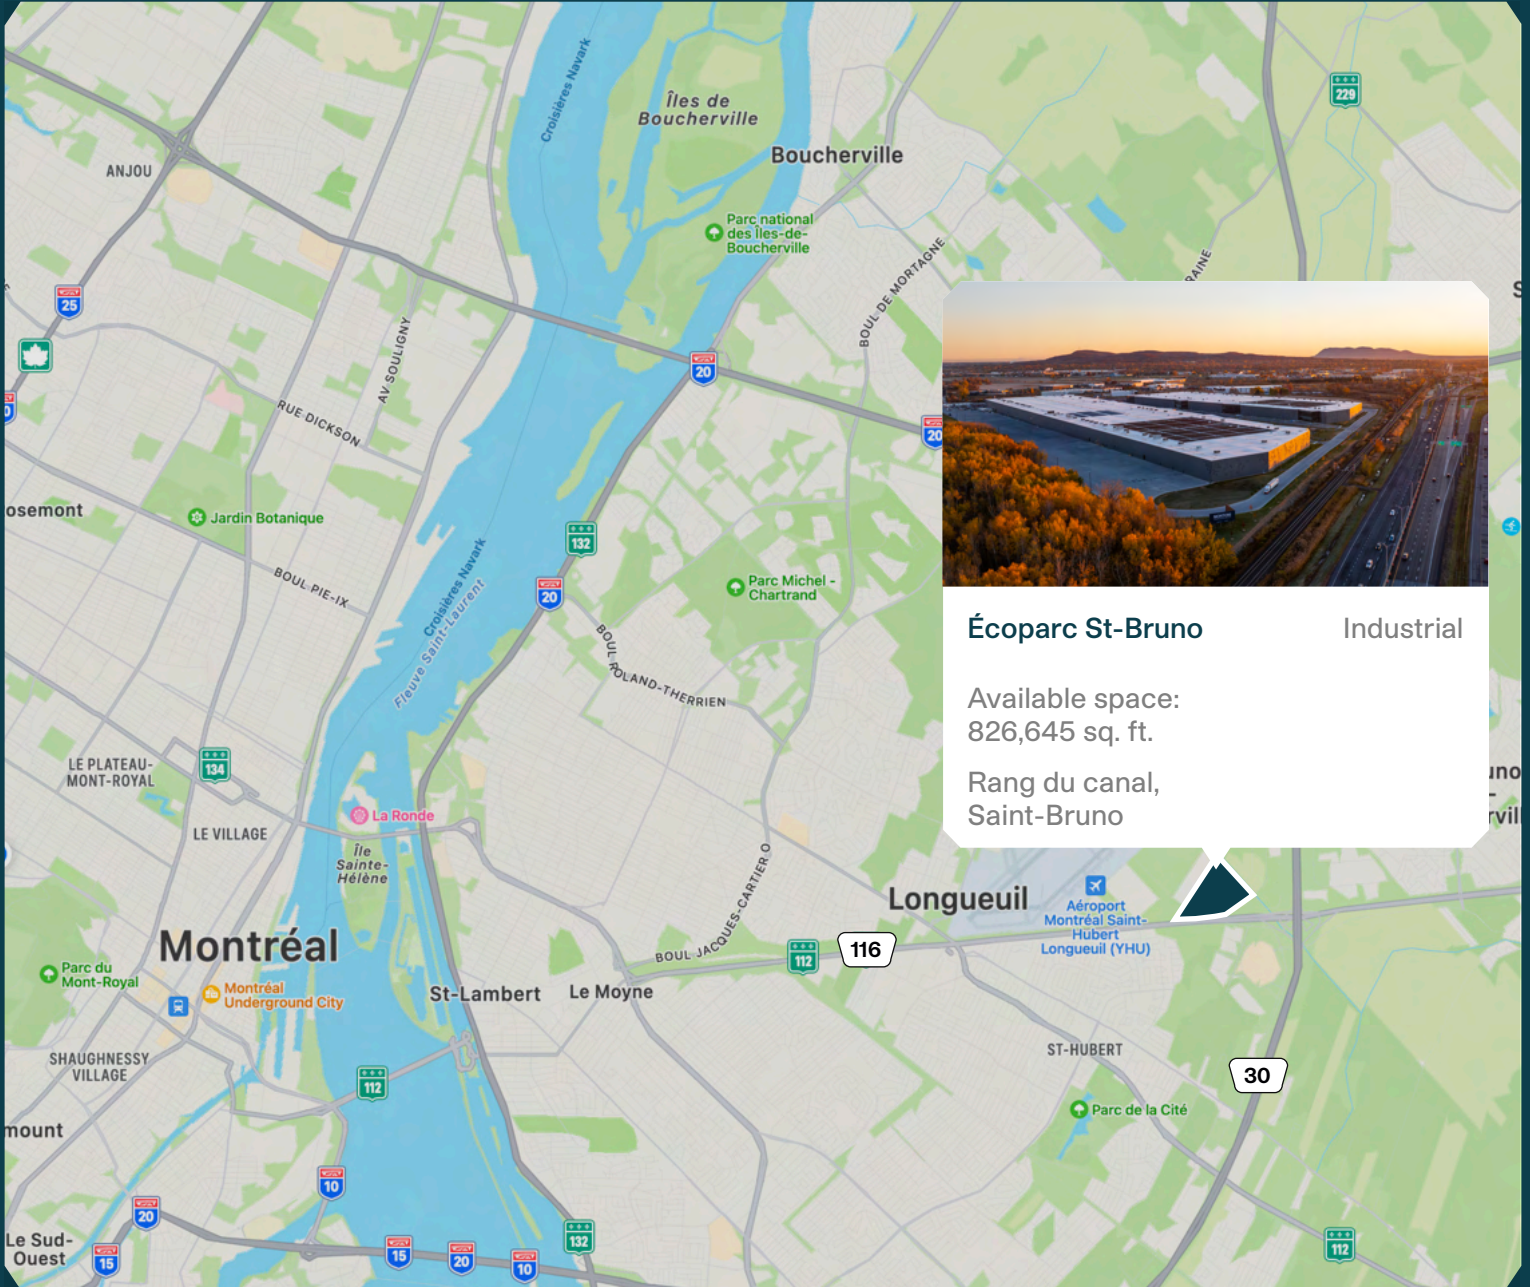 Croisières Navark
Îles de
Boucherville
229
Boucherville
ANJOU
Parc national
des Îles-de-
Boucherville
BOUL DE MORTAGNE
25
AV SOULIGNY
20
RUE DICKSON
20
Jardin Botanique
132
BOUL PIE-IX
Croisières Navark
Fleuve Saint-Laurent
20
Parc Michel -
Chartrand
BOUL ROLAND-THERRIEN
Écoparc St-Bruno
Industrial
Available space:
826,645 sq. ft.
Rang du canal,
Saint-Bruno
LE PLATEAU-
MONT-ROYAL
134
LE VILLAGE
La Ronde
Île
Sainte-
Hélène
BOUL JACQUES-CARTIER O
Longueuil
Aéroport
Montréal Saint-
Hubert
Longueuil (YHU)
Montréal
116
112
Parc du
Mont-Royal
Montréal
Underground City
St-Lambert
Le Moyne
SHAUGHNESSY
VILLAGE
112
ST-HUBERT
30
Parc de la Cité
mount
10
20
Le Sud-
Ouest
15
15
20
10
132
112